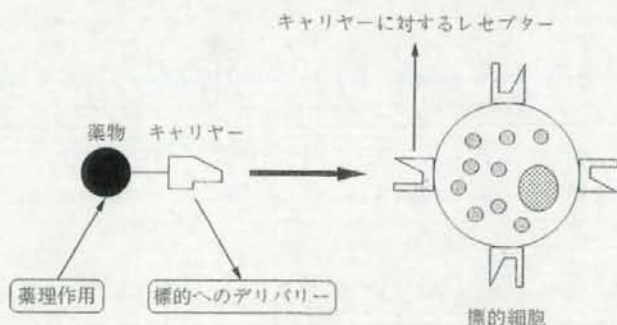 キャリヤーに対するレセプター
薬物 キャリヤー
薬理作用
標的へのデリバリー
標的細胞